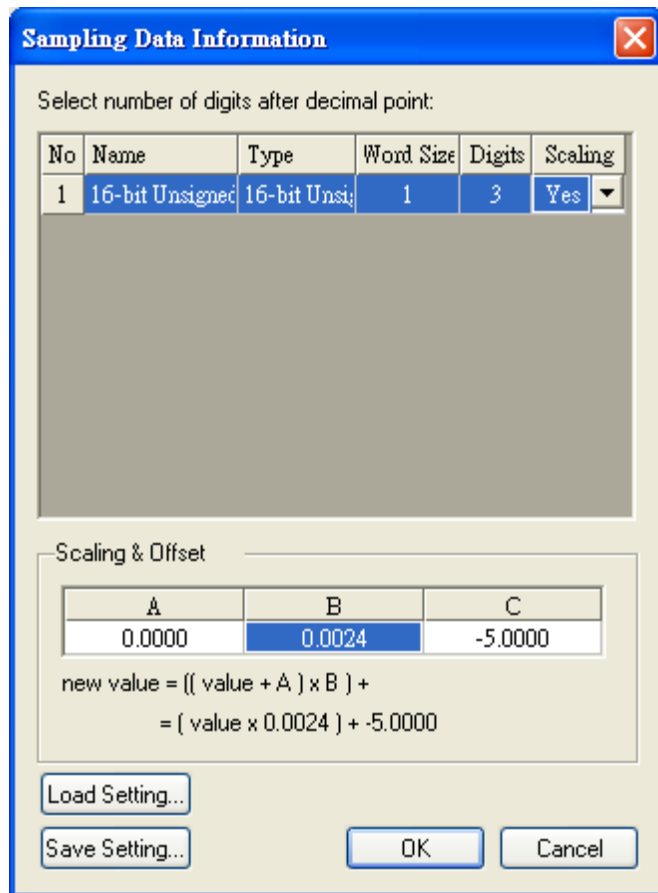 Sampling Data Information
Select number of digits after decimal point:
No Name Type Word Size Digits Scaling
1 16-bit Unsigned 16-bit Unsi 1 3 Yes
Scaling & Offset
A B C
0.0000 0.0024 -5.0000
new value = (( value + A ) x B ) +
= ( value x 0.0024 ) + -5.0000
Load Setting...
Save Setting... OK Cancel